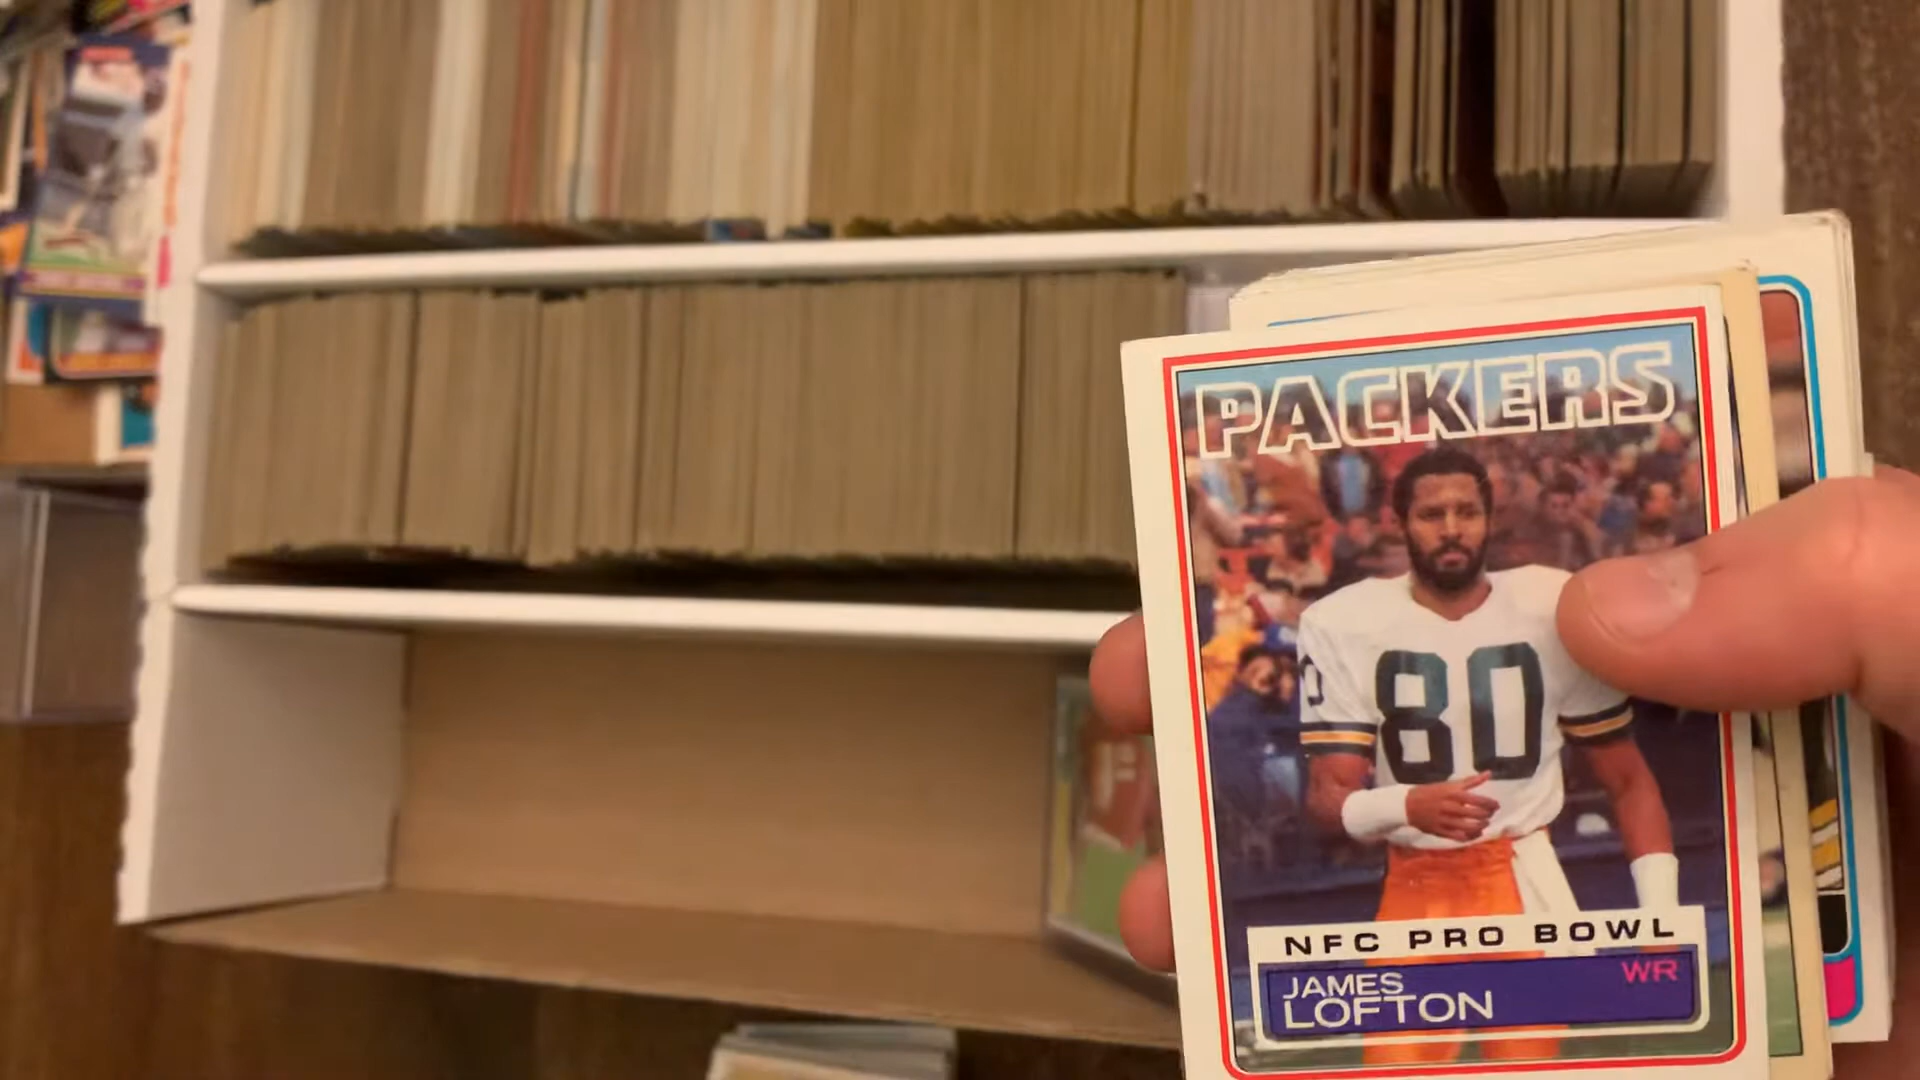 PACKERS
80
NFC PRO BOWL
WR
JAMES
LOFTON